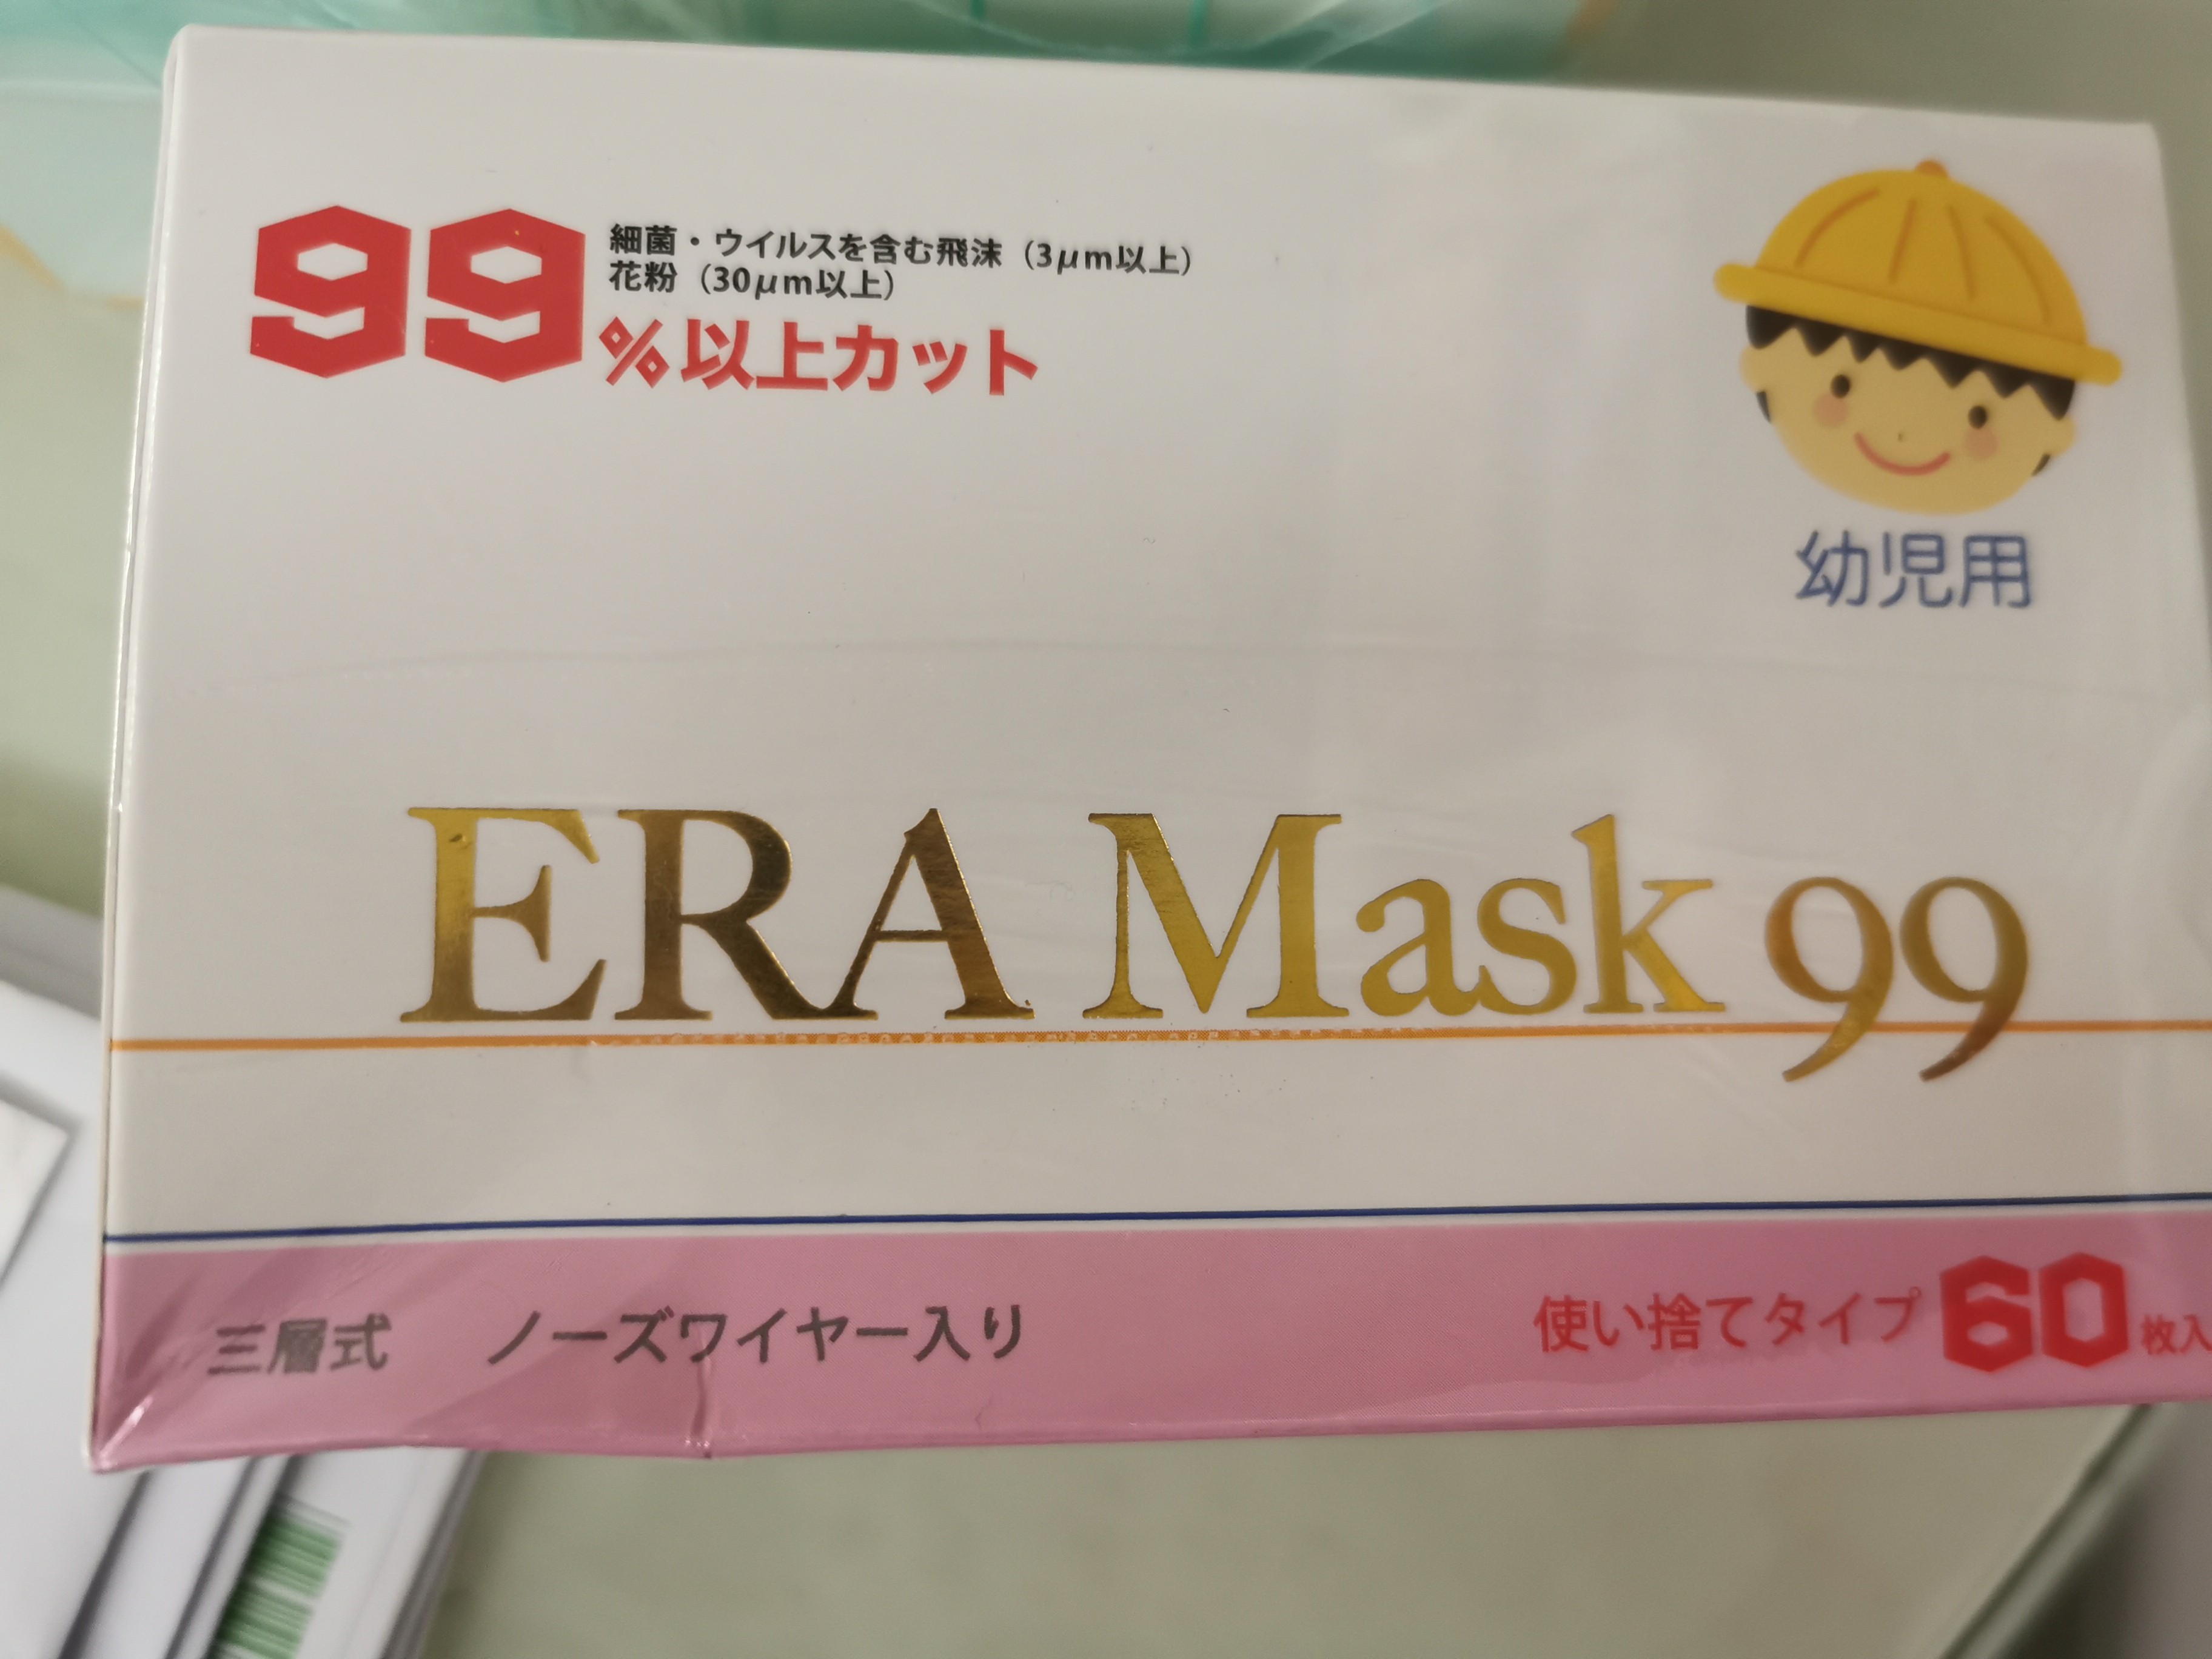 99
細菌・ウイルスを含む飛沫（3μm以上）
花粉（30μm以上）
%以上カット
幼児用
ERA Mask 99
三層式 ノーズワイヤー入り
使い捨てタイプ 60 枚入